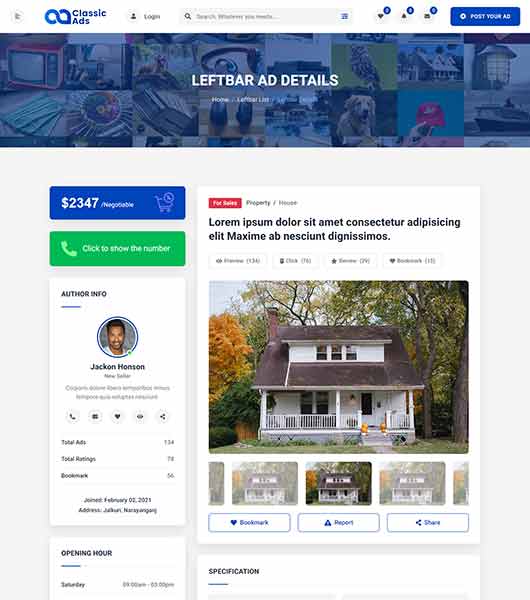 Classic
Ads
Login
Search, Whatever you needs...
0
0
0
POST YOUR AD
LEFTBAR AD DETAILS
Home / Leftbar List / Leftbar Details
$2347 /Negotiable
Click to show the number
AUTHOR INFO
Jackon Honson
New Seller
Corporis dolore libero temporibus minus
tempore quia voluptas nesciunt
Total Ads 134
Total Ratings 78
Bookmark 56
Joined: February 02, 2021
Address: Jalkuri, Narayanganj
OPENING HOUR
Saturday 09:00am - 05:00pm
For Sales Property / House
Lorem ipsum dolor sit amet consectetur adipisicing
elit Maxime ab nesciunt dignissimos.
Preview (134) Click (76) Review (29) Bookmark (15)
Bookmark Report Share
SPECIFICATION